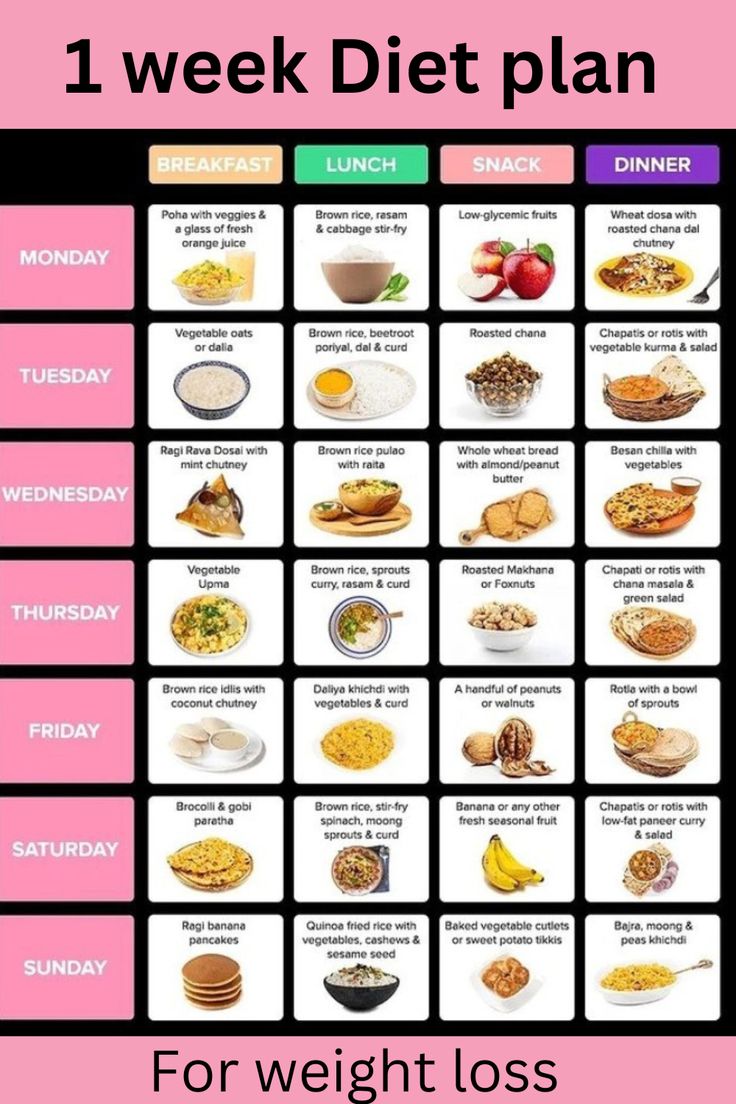 1 week Diet plan
BREAKFAST
LUNCH
SNACK
DINNER
MONDAY
Poha with veggies &
a glass of fresh
orange juice
Brown rice, rasam
& cabbage stir-fry
Low-glycemic fruits
Wheat dosa with
roasted chana dal
chutney
TUESDAY
Vegetable oats
or dalia
Brown rice, beetroot
poriyal, dal & curd
Roasted chana
Chapatis or rotis with
vegetable kurma & salad
WEDNESDAY
Ragi Rava Dosai with
mint chutney
Brown rice pulao
with raita
Whole wheat bread
with almond/peanut
butter
Besan chilla with
vegetables
THURSDAY
Vegetable
Upma
Brown rice, sprouts
curry, rasam & curd
Roasted Makhana
or Foxnuts
Chapati or rotis with
chana masala &
green salad
FRIDAY
Brown rice idlis with
coconut chutney
Daliya khichdi with
vegetables & curd
A handful of peanuts
or walnuts
Rotla with a bowl
of sprouts
SATURDAY
Brocolli & gobi
paratha
Brown rice, stir-fry
spinach, moong
sprouts & curd
Banana or any other
fresh seasonal fruit
Chapatis or rotis with
low-fat paneer curry
& salad
SUNDAY
Ragi banana
pancakes
Quinoa fried rice with
vegetables, cashews &
sesame seed
Baked vegetable cutlets
or sweet potato tikkis
Bajra, moong &
peas khichdi
For weight loss